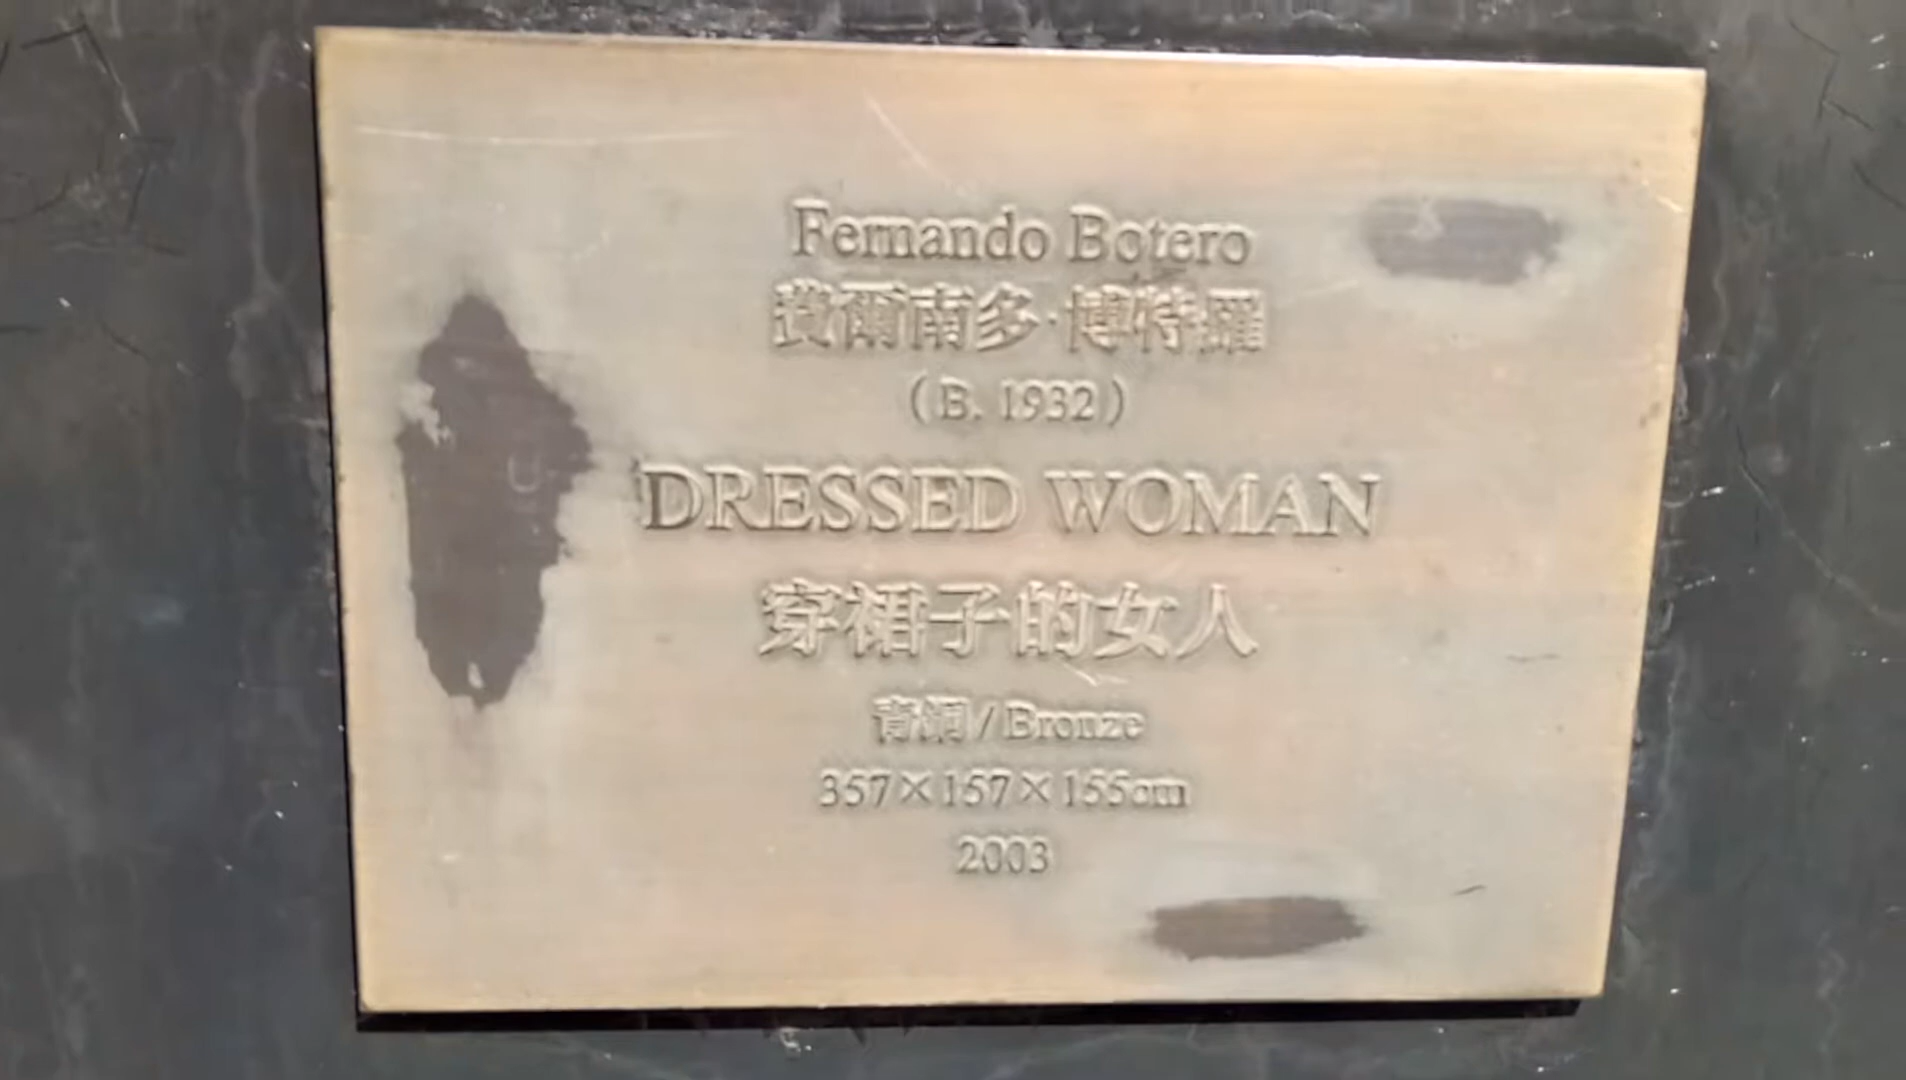 Fernando Botero
費爾南多·博特羅
(B. 1932)
DRESSED WOMAN
穿裙子的女人
青銅/Bronze
357×157×155cm
2003